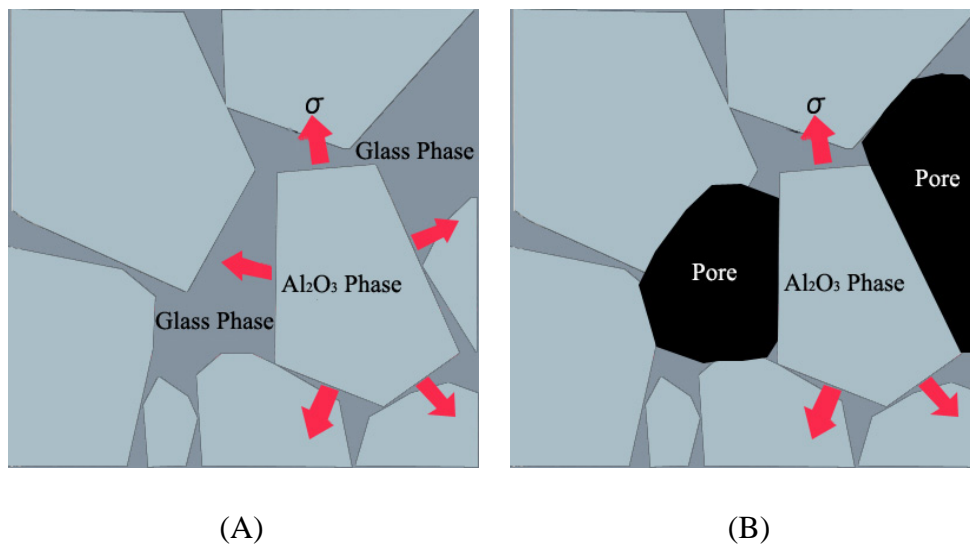 σ
Glass Phase
Al₂O₃ Phase
Glass Phase
(A)
σ
Pore
Pore
Al₂O₃ Phase
(B)